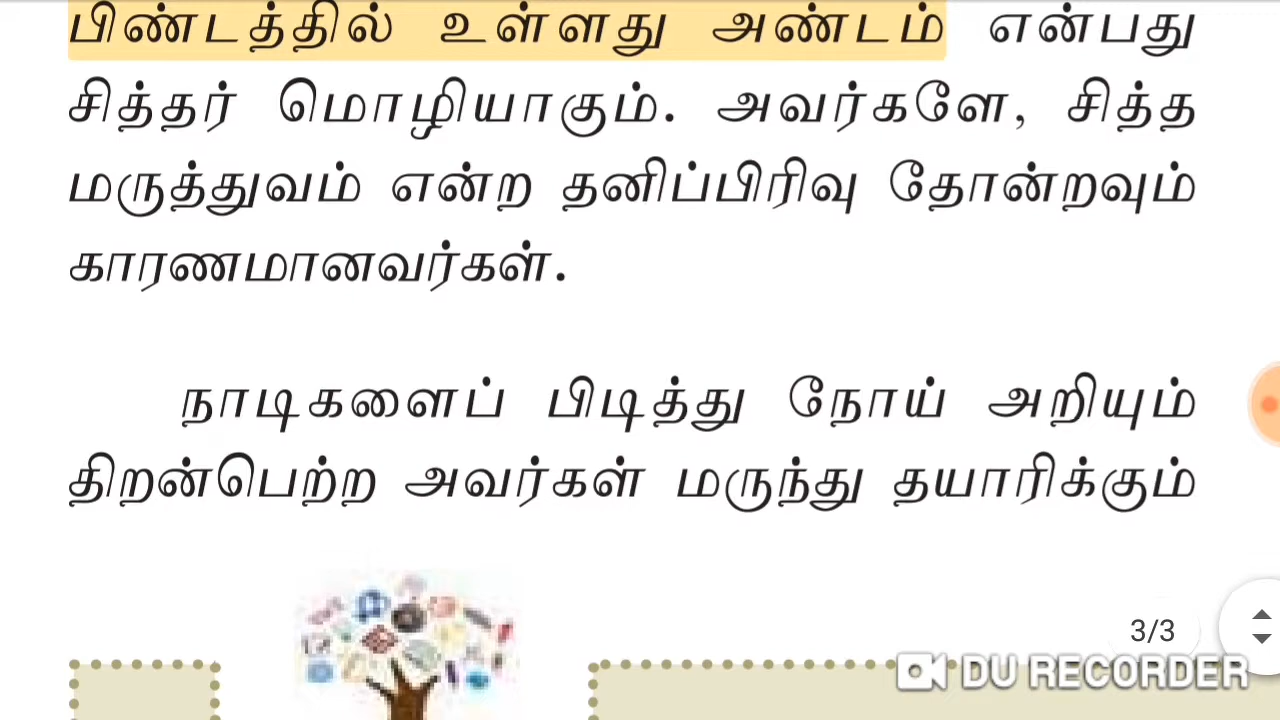 பிண்டத்தில் உள்ளது அண்டம் என்பது
சித்தர் மொழியாகும். அவர்களே, சித்த
மருத்துவம் என்ற தனிப்பிரிவு தோன்றவும்
காரணமானவர்கள்.
நாடிகளைப் பிடித்து நோய் அறியும்
திறன்பெற்ற அவர்கள் மருந்து தயாரிக்கும்
3/3
DU RECORDER